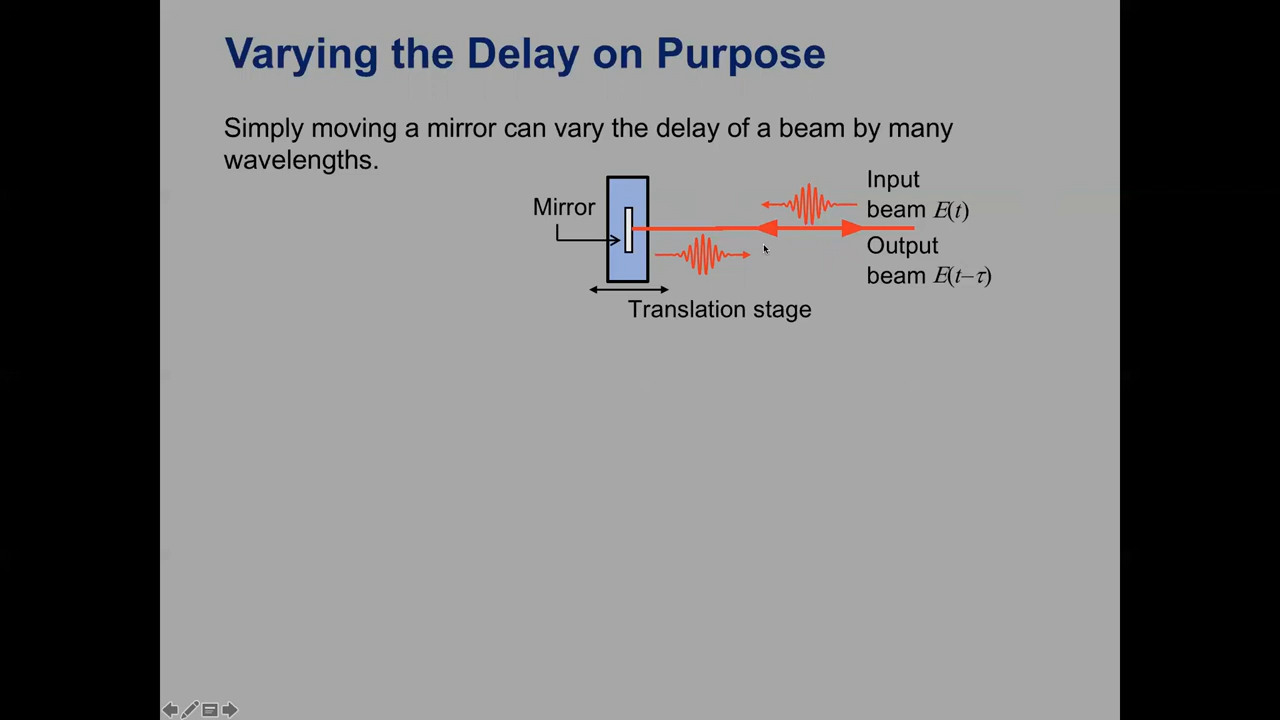 Varying the Delay on Purpose
Simply moving a mirror can vary the delay of a beam by many
wavelengths.
Mirror
Input
beam E(t)
Output
beam E(t–τ)
Translation stage